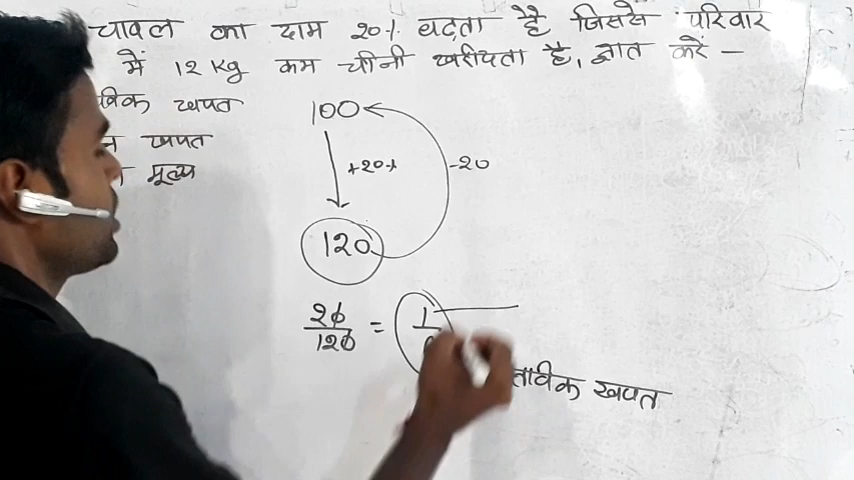 चावल का दाम 20% बढ़ता है जिससे परिवार
में 12 Kg कम चीनी खरीदता है, ज्ञात करें -
विक खपत
न खपत
मूल्य
100
+20% -20
120
20/120 = 1/
तविक खपत